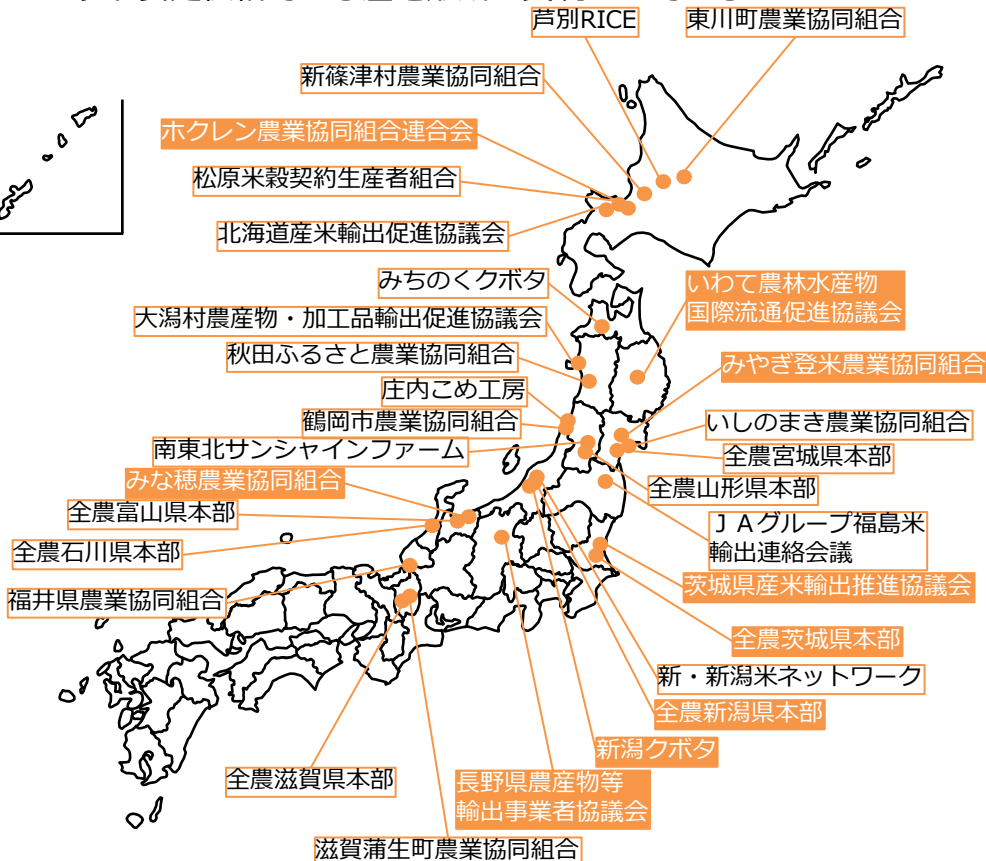 芦別RICE
東川町農業協同組合
新篠津村農業協同組合
ホクレン農業協同組合連合会
松原米穀契約生産者組合
北海道産米輸出促進協議会
みちのくクボタ
いわて農林水産物
国際流通促進協議会
大潟村農産物・加工品輸出促進協議会
秋田ふるさと農業協同組合
みやぎ登米農業協同組合
庄内こめ工房
鶴岡市農業協同組合
いしのまき農業協同組合
南東北サンシャインファーム
全農宮城県本部
みな穂農業協同組合
全農山形県本部
全農富山県本部
ＪＡグループ福島米
輸出連絡会議
全農石川県本部
茨城県産米輸出推進協議会
福井県農業協同組合
全農茨城県本部
新・新潟米ネットワーク
全農新潟県本部
新潟クボタ
全農滋賀県本部
長野県農産物等
輸出事業者協議会
滋賀蒲生町農業協同組合